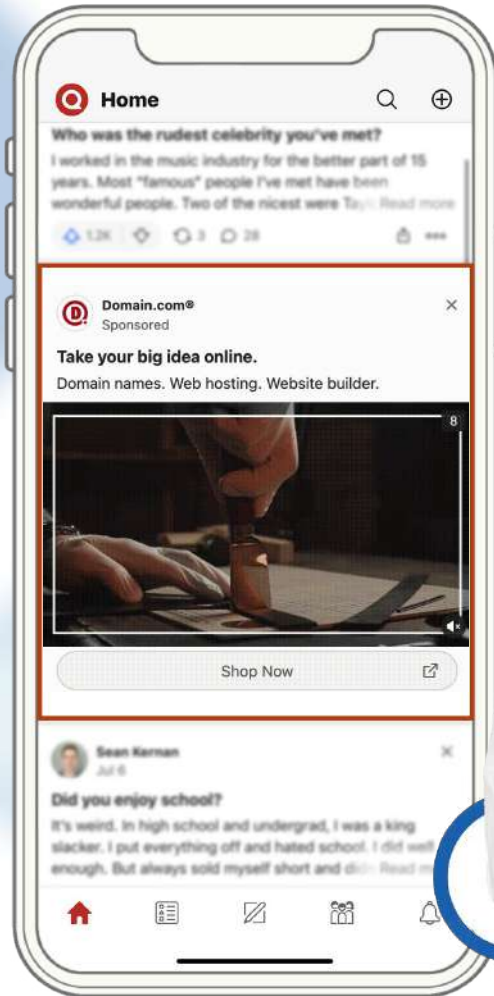 Home
Who was the rudest celebrity you've met?
I worked in the music industry for the better part of 15
years. Most "famous" people I've met have been
wonderful people. Two of the nicest were Tay Read more
1.2K 3 28
Domain.com®
Sponsored
Take your big idea online.
Domain names. Web hosting. Website builder.
8
Shop Now
Sean Kernan
Jul 6
Did you enjoy school?
It's weird. In high school and undergrad, I was a king
slacker. I put everything off and hated school. I did well
enough. But always sold myself short and Read